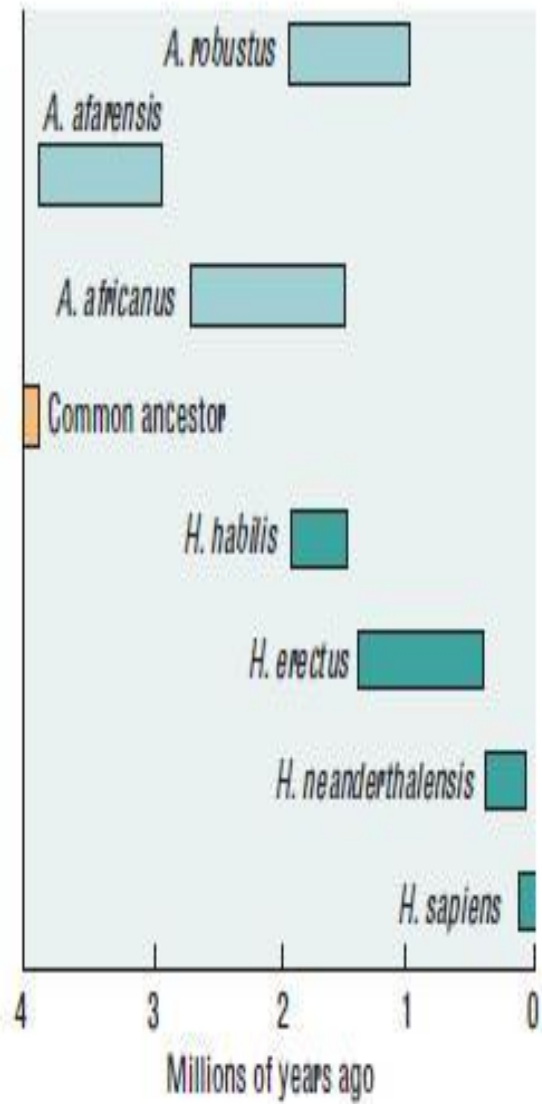 A. robustus
A. afarensis
A. africanus
Common ancestor
H. habilis
H. erectus
H. neanderthalensis
H. sapiens
4 3 2 1 0
Millions of years ago